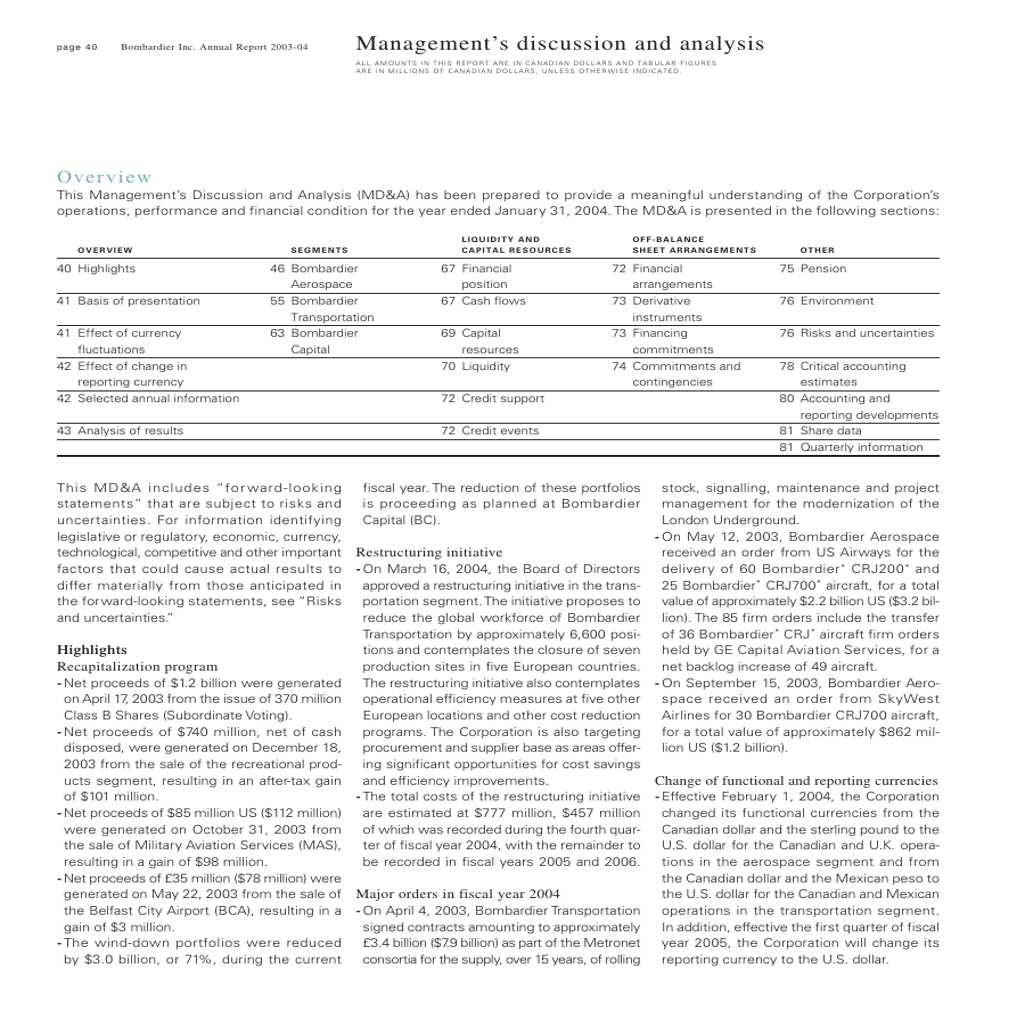 page 40 Bombardier Inc. Annual Report 2003-04
Management's discussion and analysis
ALL AMOUNTS IN THIS REPORT ARE IN CANADIAN DOLLARS AND TABULAR FIGURES
ARE IN MILLIONS OF CANADIAN DOLLARS, UNLESS OTHERWISE INDICATED.
Overview
This Management's Discussion and Analysis (MD&A) has been prepared to provide a meaningful understanding of the Corporation's
operations, performance and financial condition for the year ended January 31, 2004. The MD&A is presented in the following sections:
LIQUIDITY AND OFF-BALANCE
OVERVIEW SEGMENTS CAPITAL RESOURCES SHEET ARRANGEMENTS OTHER
40 Highlights 46 Bombardier 67 Financial 72 Financial 75 Pension
Aerospace position arrangements
41 Basis of presentation 55 Bombardier 67 Cash flows 73 Derivative 76 Environment
Transportation instruments
41 Effect of currency 63 Bombardier 69 Capital 73 Financing 76 Risks and uncertainties
fluctuations Capital resources commitments
42 Effect of change in 70 Liquidity 74 Commitments and 78 Critical accounting
reporting currency contingencies estimates
42 Selected annual information 72 Credit support 80 Accounting and
reporting developments
43 Analysis of results 72 Credit events 81 Share data
81 Quarterly information
This MD&A includes "forward-looking
statements" that are subject to risks and
uncertainties. For information identifying
legislative or regulatory, economic, currency,
technological, competitive and other important
factors that could cause actual results to
differ materially from those anticipated in
the forward-looking statements, see "Risks
and uncertainties."
Highlights
Recapitalization program
- Net proceeds of $1.2 billion were generated
on April 17, 2003 from the issue of 370 million
Class B Shares (Subordinate Voting).
- Net proceeds of $740 million, net of cash
disposed, were generated on December 18,
2003 from the sale of the recreational prod-
ucts segment, resulting in an after-tax gain
of $101 million.
- Net proceeds of $85 million US ($112 million)
were generated on October 31, 2003 from
the sale of Military Aviation Services (MAS),
resulting in a gain of $98 million.
- Net proceeds of £35 million ($78 million) were
generated on May 22, 2003 from the sale of
the Belfast City Airport (BCA), resulting in a
gain of $3 million.
- The wind-down portfolios were reduced
by $3.0 billion, or 71%, during the current
fiscal year. The reduction of these portfolios
is proceeding as planned at Bombardier
Capital (BC).
Restructuring initiative
- On March 16, 2004, the Board of Directors
approved a restructuring initiative in the trans-
portation segment. The initiative proposes to
reduce the global workforce of Bombardier
Transportation by approximately 6,600 posi-
tions and contemplates the closure of seven
production sites in five European countries.
The restructuring initiative also contemplates
operational efficiency measures at five other
European locations and other cost reduction
programs. The Corporation is also targeting
procurement and supplier base as areas offer-
ing significant opportunities for cost savings
and efficiency improvements.
- The total costs of the restructuring initiative
are estimated at $777 million, $457 million
of which was recorded during the fourth quar-
ter of fiscal year 2004, with the remainder to
be recorded in fiscal years 2005 and 2006.
Major orders in fiscal year 2004
- On April 4, 2003, Bombardier Transportation
signed contracts amounting to approximately
£3.4 billion ($7.9 billion) as part of the Metronet
consortia for the supply, over 15 years, of rolling
stock, signalling, maintenance and project
management for the modernization of the
London Underground.
- On May 12, 2003, Bombardier Aerospace
received an order from US Airways for the
delivery of 60 Bombardier* CRJ200* and
25 Bombardier* CRJ700* aircraft, for a total
value of approximately $2.2 billion US ($3.2 bil-
lion). The 85 firm orders include the transfer
of 36 Bombardier* CRJ* aircraft firm orders
held by GE Capital Aviation Services, for a
net backlog increase of 49 aircraft.
- On September 15, 2003, Bombardier Aero-
space received an order from SkyWest
Airlines for 30 Bombardier CRJ700 aircraft,
for a total value of approximately $862 mil-
lion US ($1.2 billion).
Change of functional and reporting currencies
- Effective February 1, 2004, the Corporation
changed its functional currencies from the
Canadian dollar and the sterling pound to the
U.S. dollar for the Canadian and U.K. opera-
tions in the aerospace segment and from
the Canadian dollar and the Mexican peso to
the U.S. dollar for the Canadian and Mexican
operations in the transportation segment.
In addition, effective the first quarter of fiscal
year 2005, the Corporation will change its
reporting currency to the U.S. dollar.